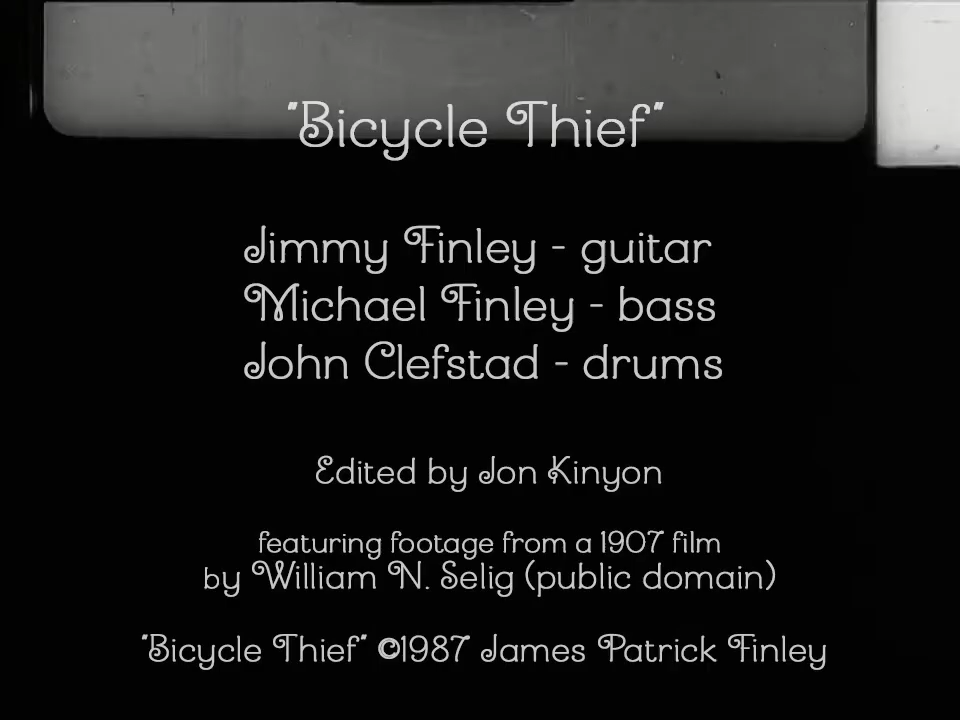 "Bicycle Thief"
Jimmy Finley - guitar
Michael Finley - bass
John Clefstad - drums
Edited by Jon Kinyon
featuring footage from a 1907 film
by William N. Selig (public domain)
"Bicycle Thief" ©1987 James Patrick Finley